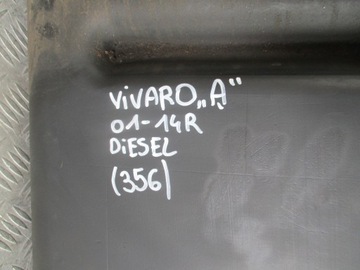 ViVARO „A"
01-14R
DiESEL
(356)